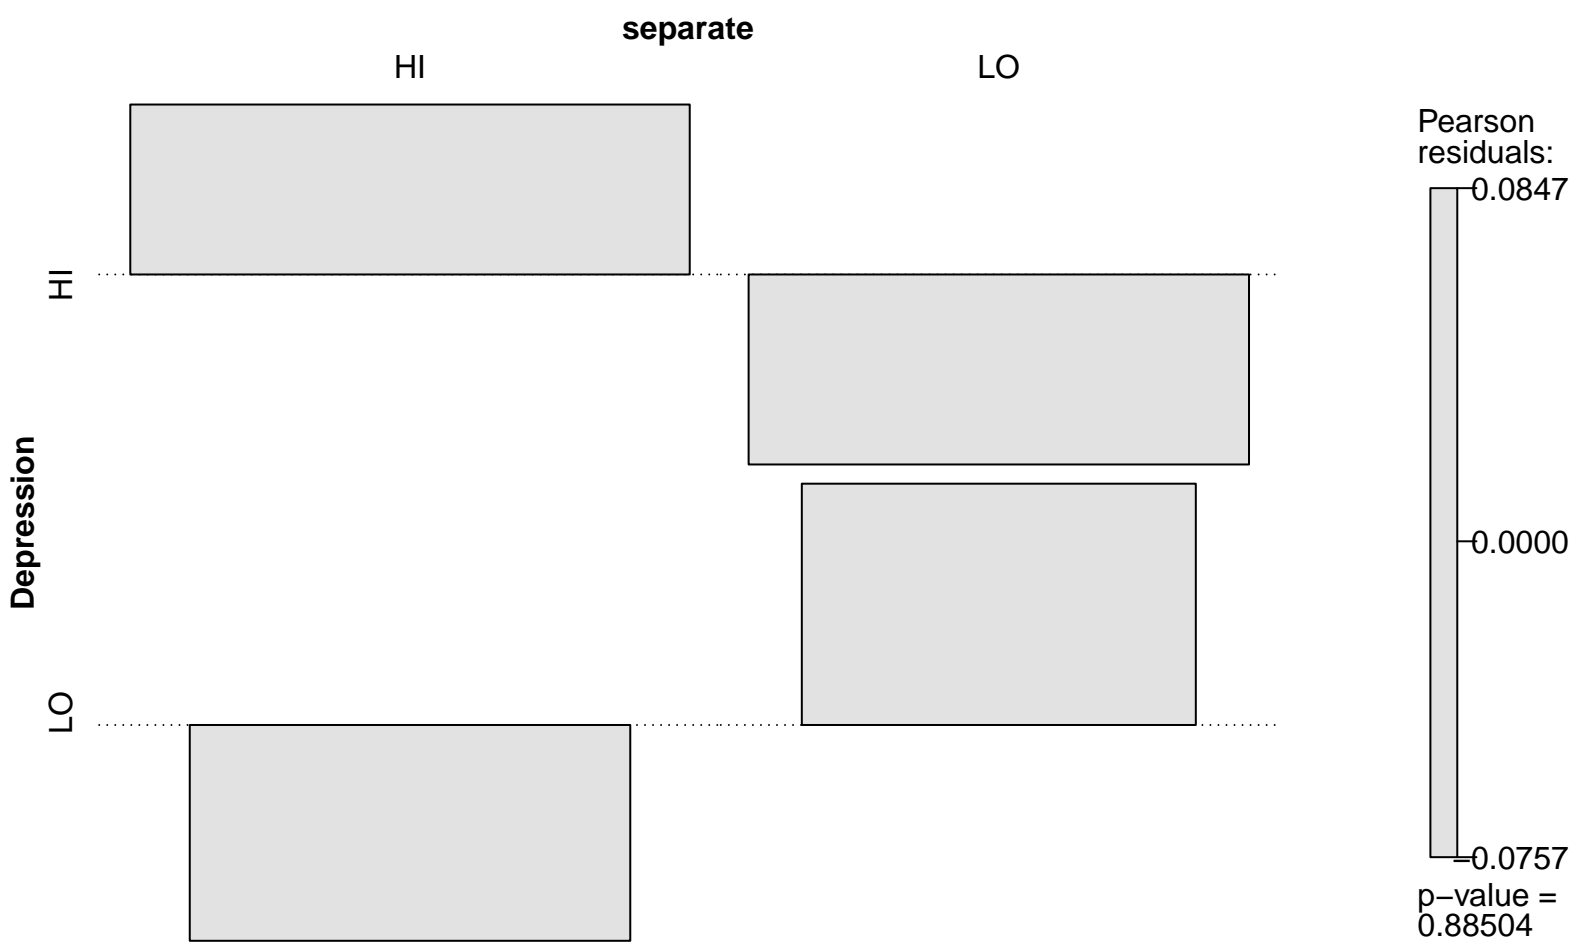 separate
HI
LO
Depression
HI
LO
Pearson
residuals:
0.0847
0.0000
−0.0757
p−value =
0.88504